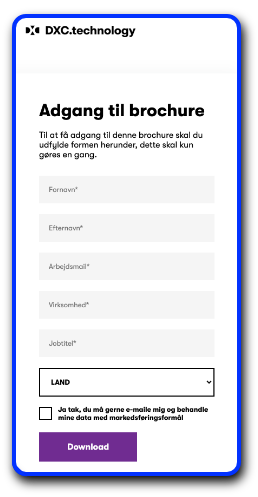 DXC.technology
Adgang til brochure
Til at få adgang til denne brochure skal du
udfylde formen herunder, dette skal kun
gøres en gang.
Fornavn*
Efternavn*
Arbejdsmail*
Virksomhed*
Jobtitel*
LAND
Ja tak, du må gerne e-maile mig og behandle
mine data med markedsføringsformål
Download